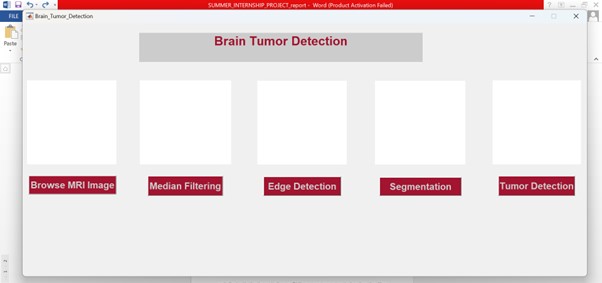 SUMMER_INTERNSHIP_PROJECT_report - Word (Product Activation Failed)
FILE
Brain_Tumor_Detection
Paste
Brain Tumor Detection
Browse MRI Image
Median Filtering
Edge Detection
Segmentation
Tumor Detection